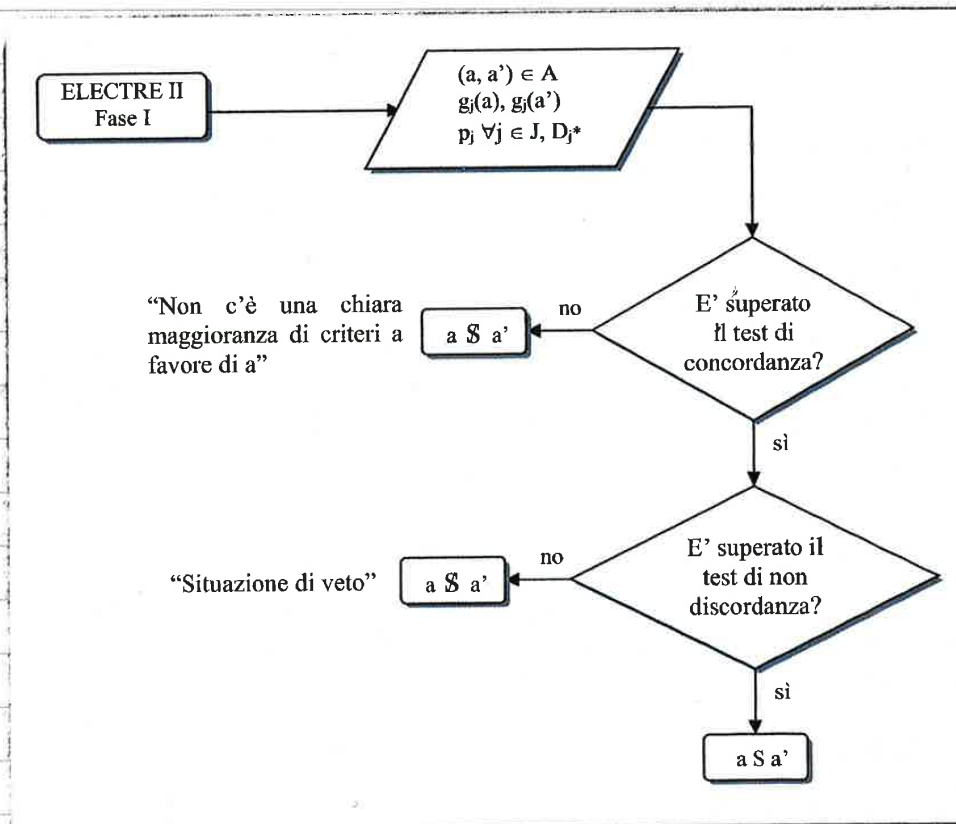 ELECTRE II
Fase I
(a, a’) ∈ A
gj(a), gj(a’)
pj ∀j ∈ J, Dj*
E’ superato
il test di
concordanza?
no
a S̸ a’
“Non c’è una chiara
maggioranza di criteri a
favore di a”
sì
E’ superato il
test di non
discordanza?
no
a S̸ a’
“Situazione di veto”
sì
a S a’